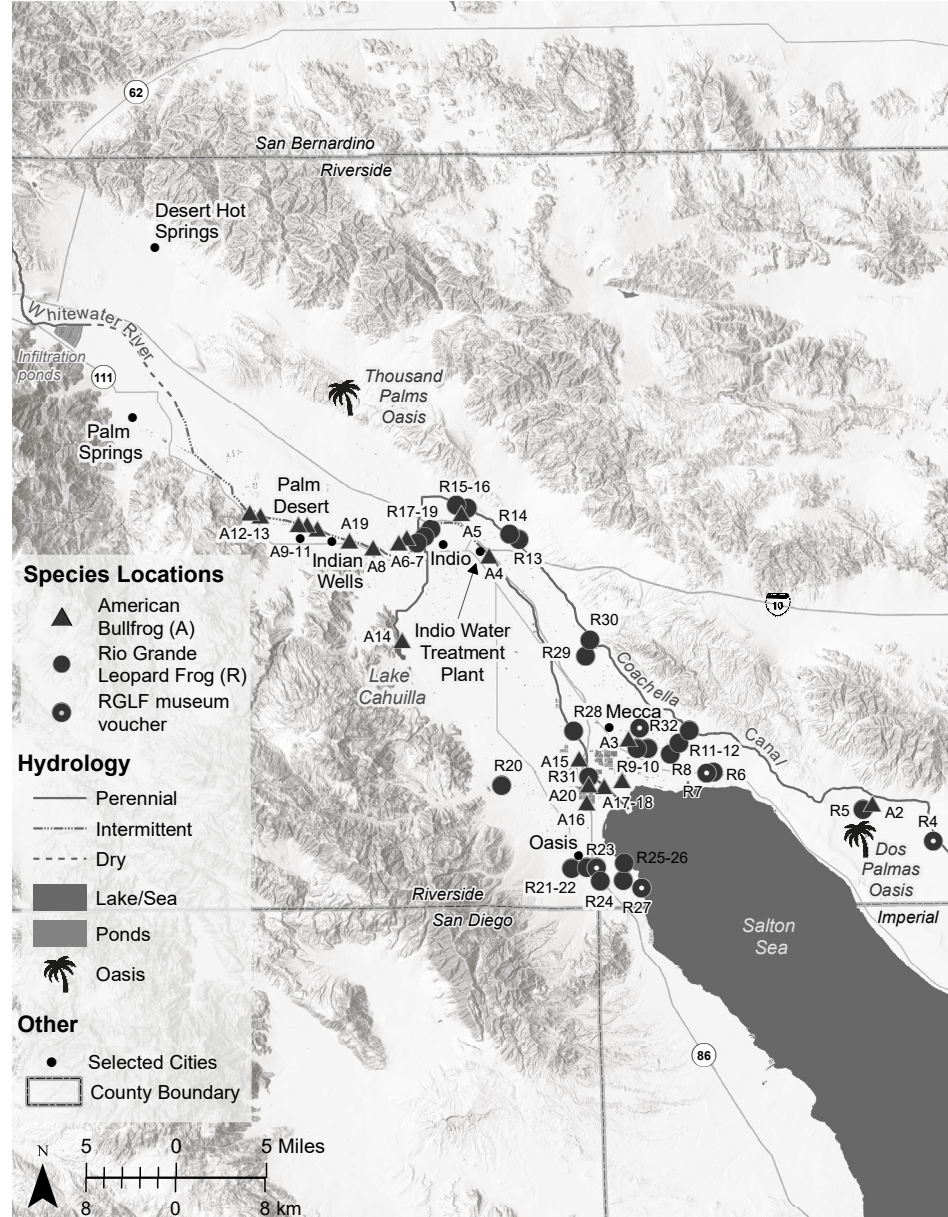 62
San Bernardino
Riverside
Desert Hot
Springs
Whitewater River
Infiltration
ponds
111
Thousand
Palms
Oasis
Palm
Springs
Palm
Desert
R15-16
R17-19
R14
A19
A5
A12-13
R13
A9-11
Indian
Wells
A8
A6-7
Indio
A4
Species Locations
American
Bullfrog (A)
Rio Grande
Leopard Frog (R)
RGLF museum
voucher
10
A14
Indio Water
Treatment
Plant
Lake
Cahuilla
R30
R29
Coachella
Canal
R28
Mecca
R32
A3
R11-12
A15
R9-10
R8
R6
R31
R7
R20
A20
A17-18
A16
R5
A2
R4
Dos
Palmas
Oasis
Oasis
R23
R25-26
R21-22
R24
R27
Riverside
San Diego
Imperial
Salton
Sea
Hydrology
Perennial
Intermittent
Dry
Lake/Sea
Ponds
Oasis
Other
Selected Cities
County Boundary
86
N
5 0 5 Miles
8 0 8 km